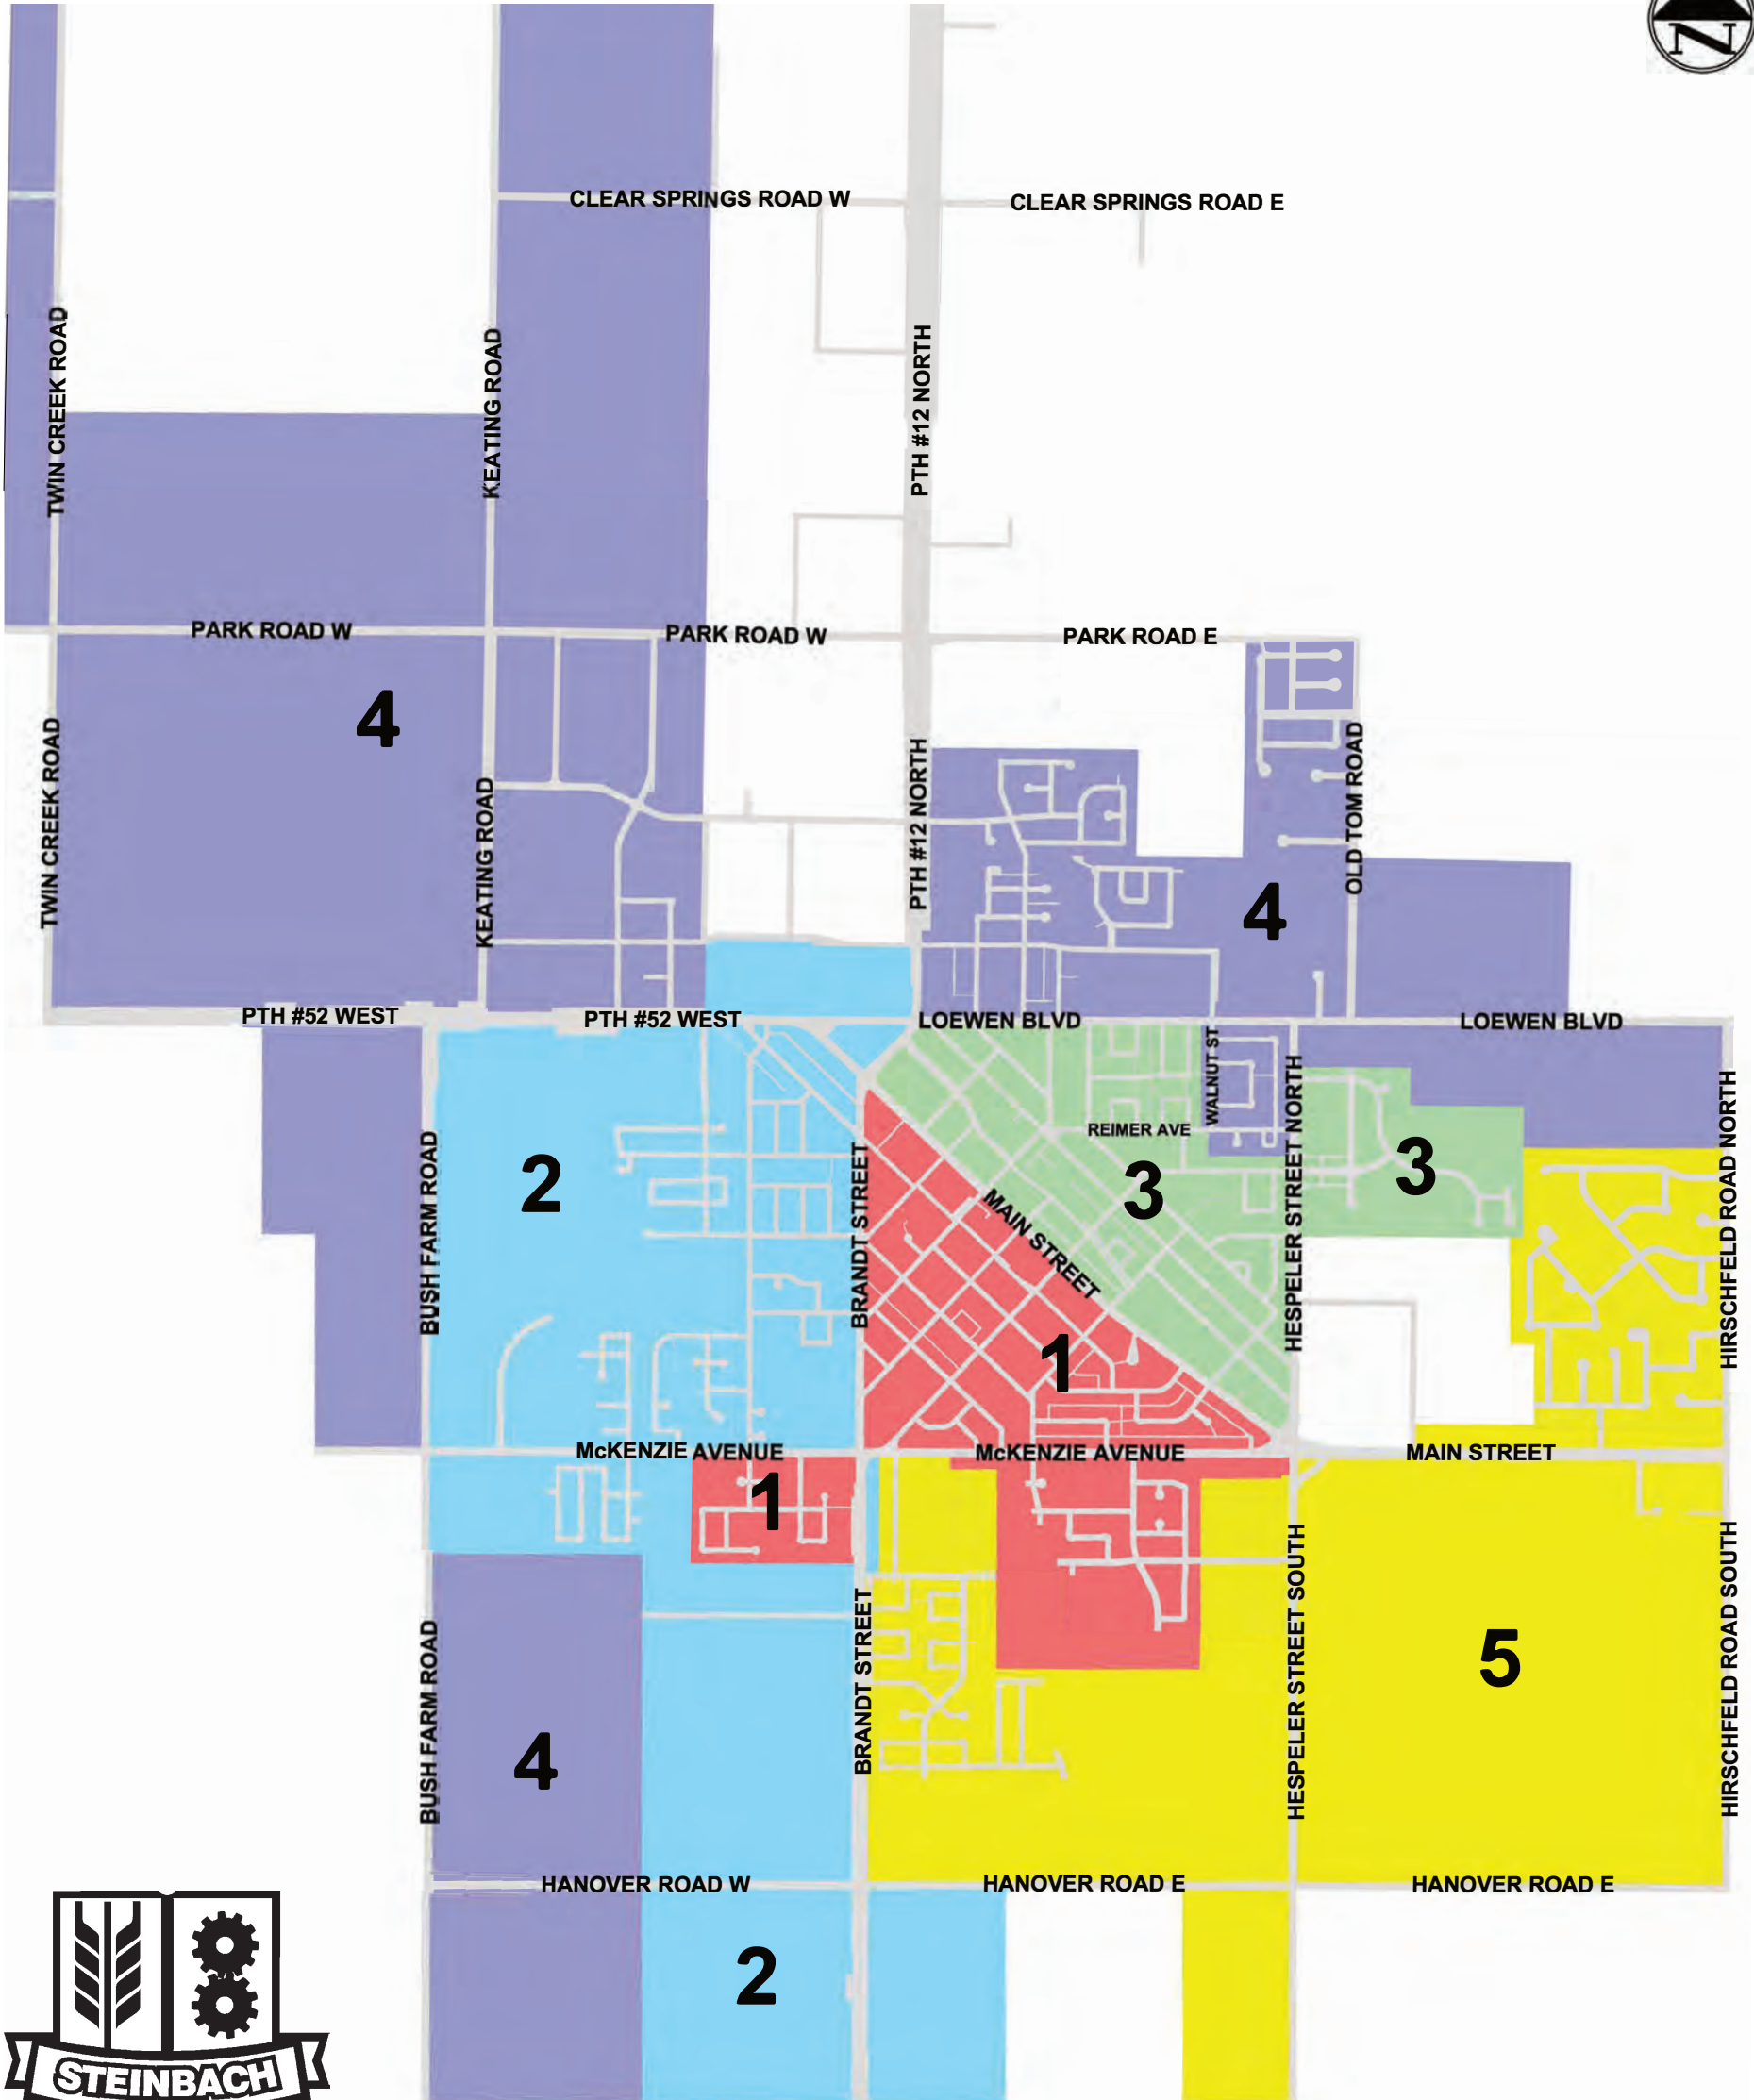 N
CLEAR SPRINGS ROAD W
CLEAR SPRINGS ROAD E
TWIN CREEK ROAD
KEATING ROAD
PTH #12 NORTH
PARK ROAD W
PARK ROAD W
PARK ROAD E
4
TWIN CREEK ROAD
KEATING ROAD
PTH #12 NORTH
OLD TOM ROAD
4
PTH #52 WEST
PTH #52 WEST
LOEWEN BLVD
LOEWEN BLVD
WALNUT ST
REIMER AVE
BUSH FARM ROAD
2
BRANDT STREET
MAIN STREET
3
HESPELER STREET NORTH
3
HIRSCHFELD ROAD NORTH
1
McKENZIE AVENUE
McKENZIE AVENUE
MAIN STREET
1
BUSH FARM ROAD
4
BRANDT STREET
HESPELER STREET SOUTH
5
HIRSCHFELD ROAD SOUTH
HANOVER ROAD W
HANOVER ROAD E
HANOVER ROAD E
2
STEINBACH